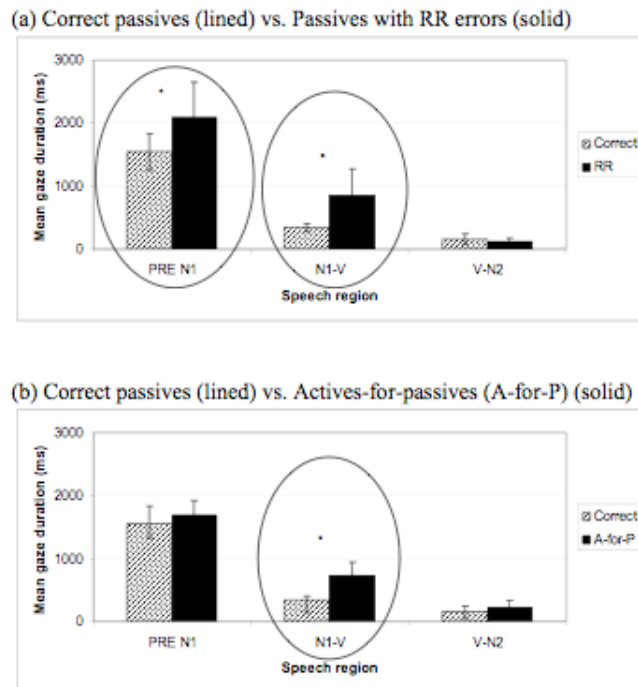 (a) Correct passives (lined) vs. Passives with RR errors (solid)
3000
2000
1000
0
Mean gaze duration (ms)
*
*
PRE N1
N1-V
V-N2
Speech region
Correct
RR
(b) Correct passives (lined) vs. Actives-for-passives (A-for-P) (solid)
3000
2000
1000
0
Mean gaze duration (ms)
*
PRE N1
N1-V
V-N2
Speech region
Correct
A-for-P